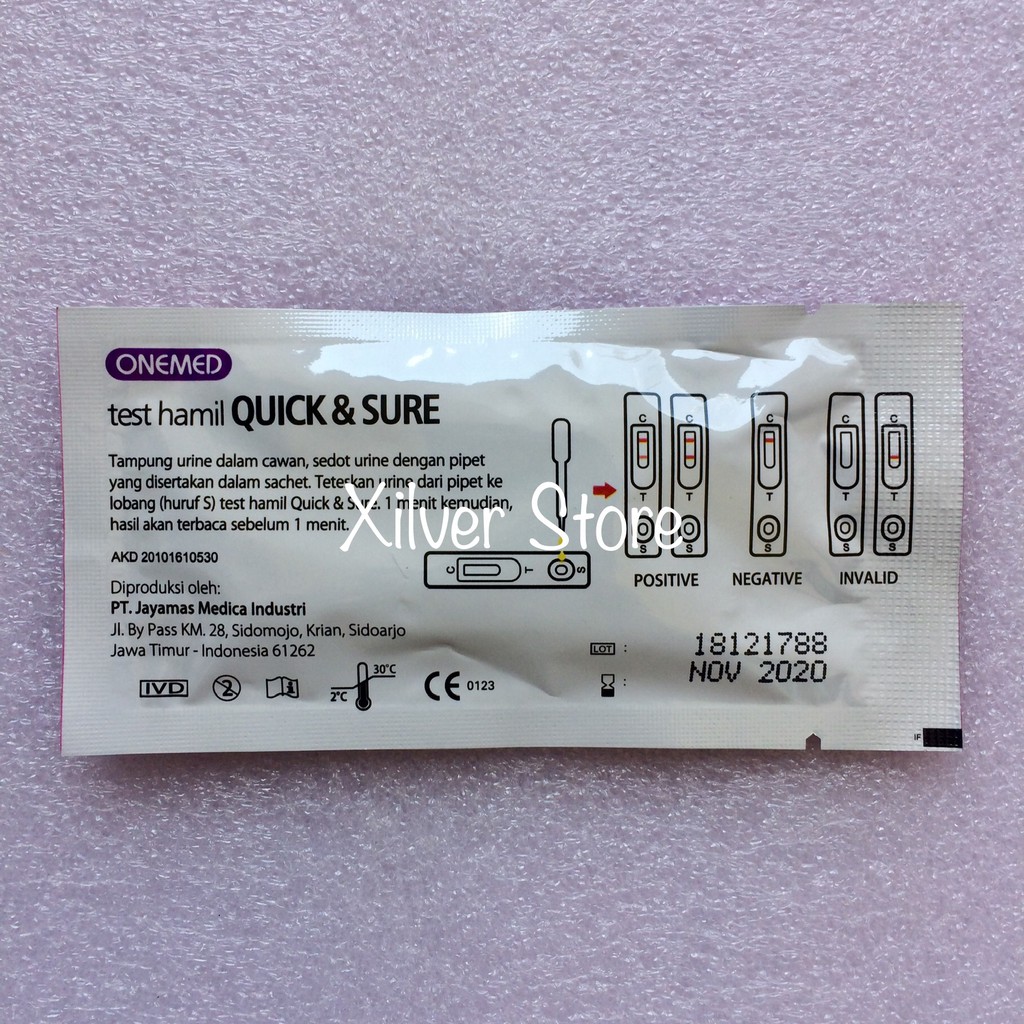 ONEMED
test hamil QUICK & SURE
Tampung urine dalam cawan, sedot urine dengan pipet
yang disertakan dalam sachet. Teteskan urine dari pipet ke
lobang (huruf S) test hamil Quick & Sure. 1 menit kemudian,
hasil akan terbaca sebelum 1 menit.
AKD 20101610530
Diproduksi oleh:
PT. Jayamas Medica Industri
Jl. By Pass KM. 28, Sidomojo, Krian, Sidoarjo
Jawa Timur - Indonesia 61262
IVD 2 i 2°C 30°C CE 0123
C T S
C C C C C
T T T T T
S S S S S
POSITIVE NEGATIVE INVALID
LOT : 18121788
: NOV 2020
IF
Xilver Store